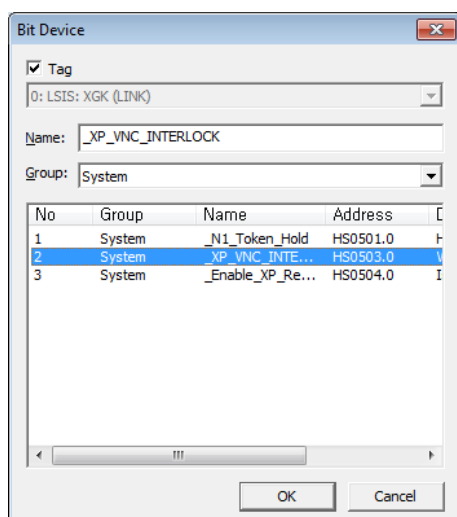 Bit Device
Tag
0: LSIS: XGK (LINK)
Name: _XP_VNC_INTERLOCK
Group: System
No Group Name Address
1 System _N1_Token_Hold HS0501.0
2 System _XP_VNC_INTE... HS0503.0
3 System _Enable_XP_Re... HS0504.0
OK Cancel